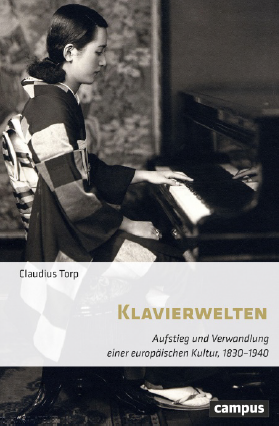 Claudius Torp
KLAVIERWELTEN
Aufstieg und Verwandlung
einer europäischen Kultur, 1830–1940
campus